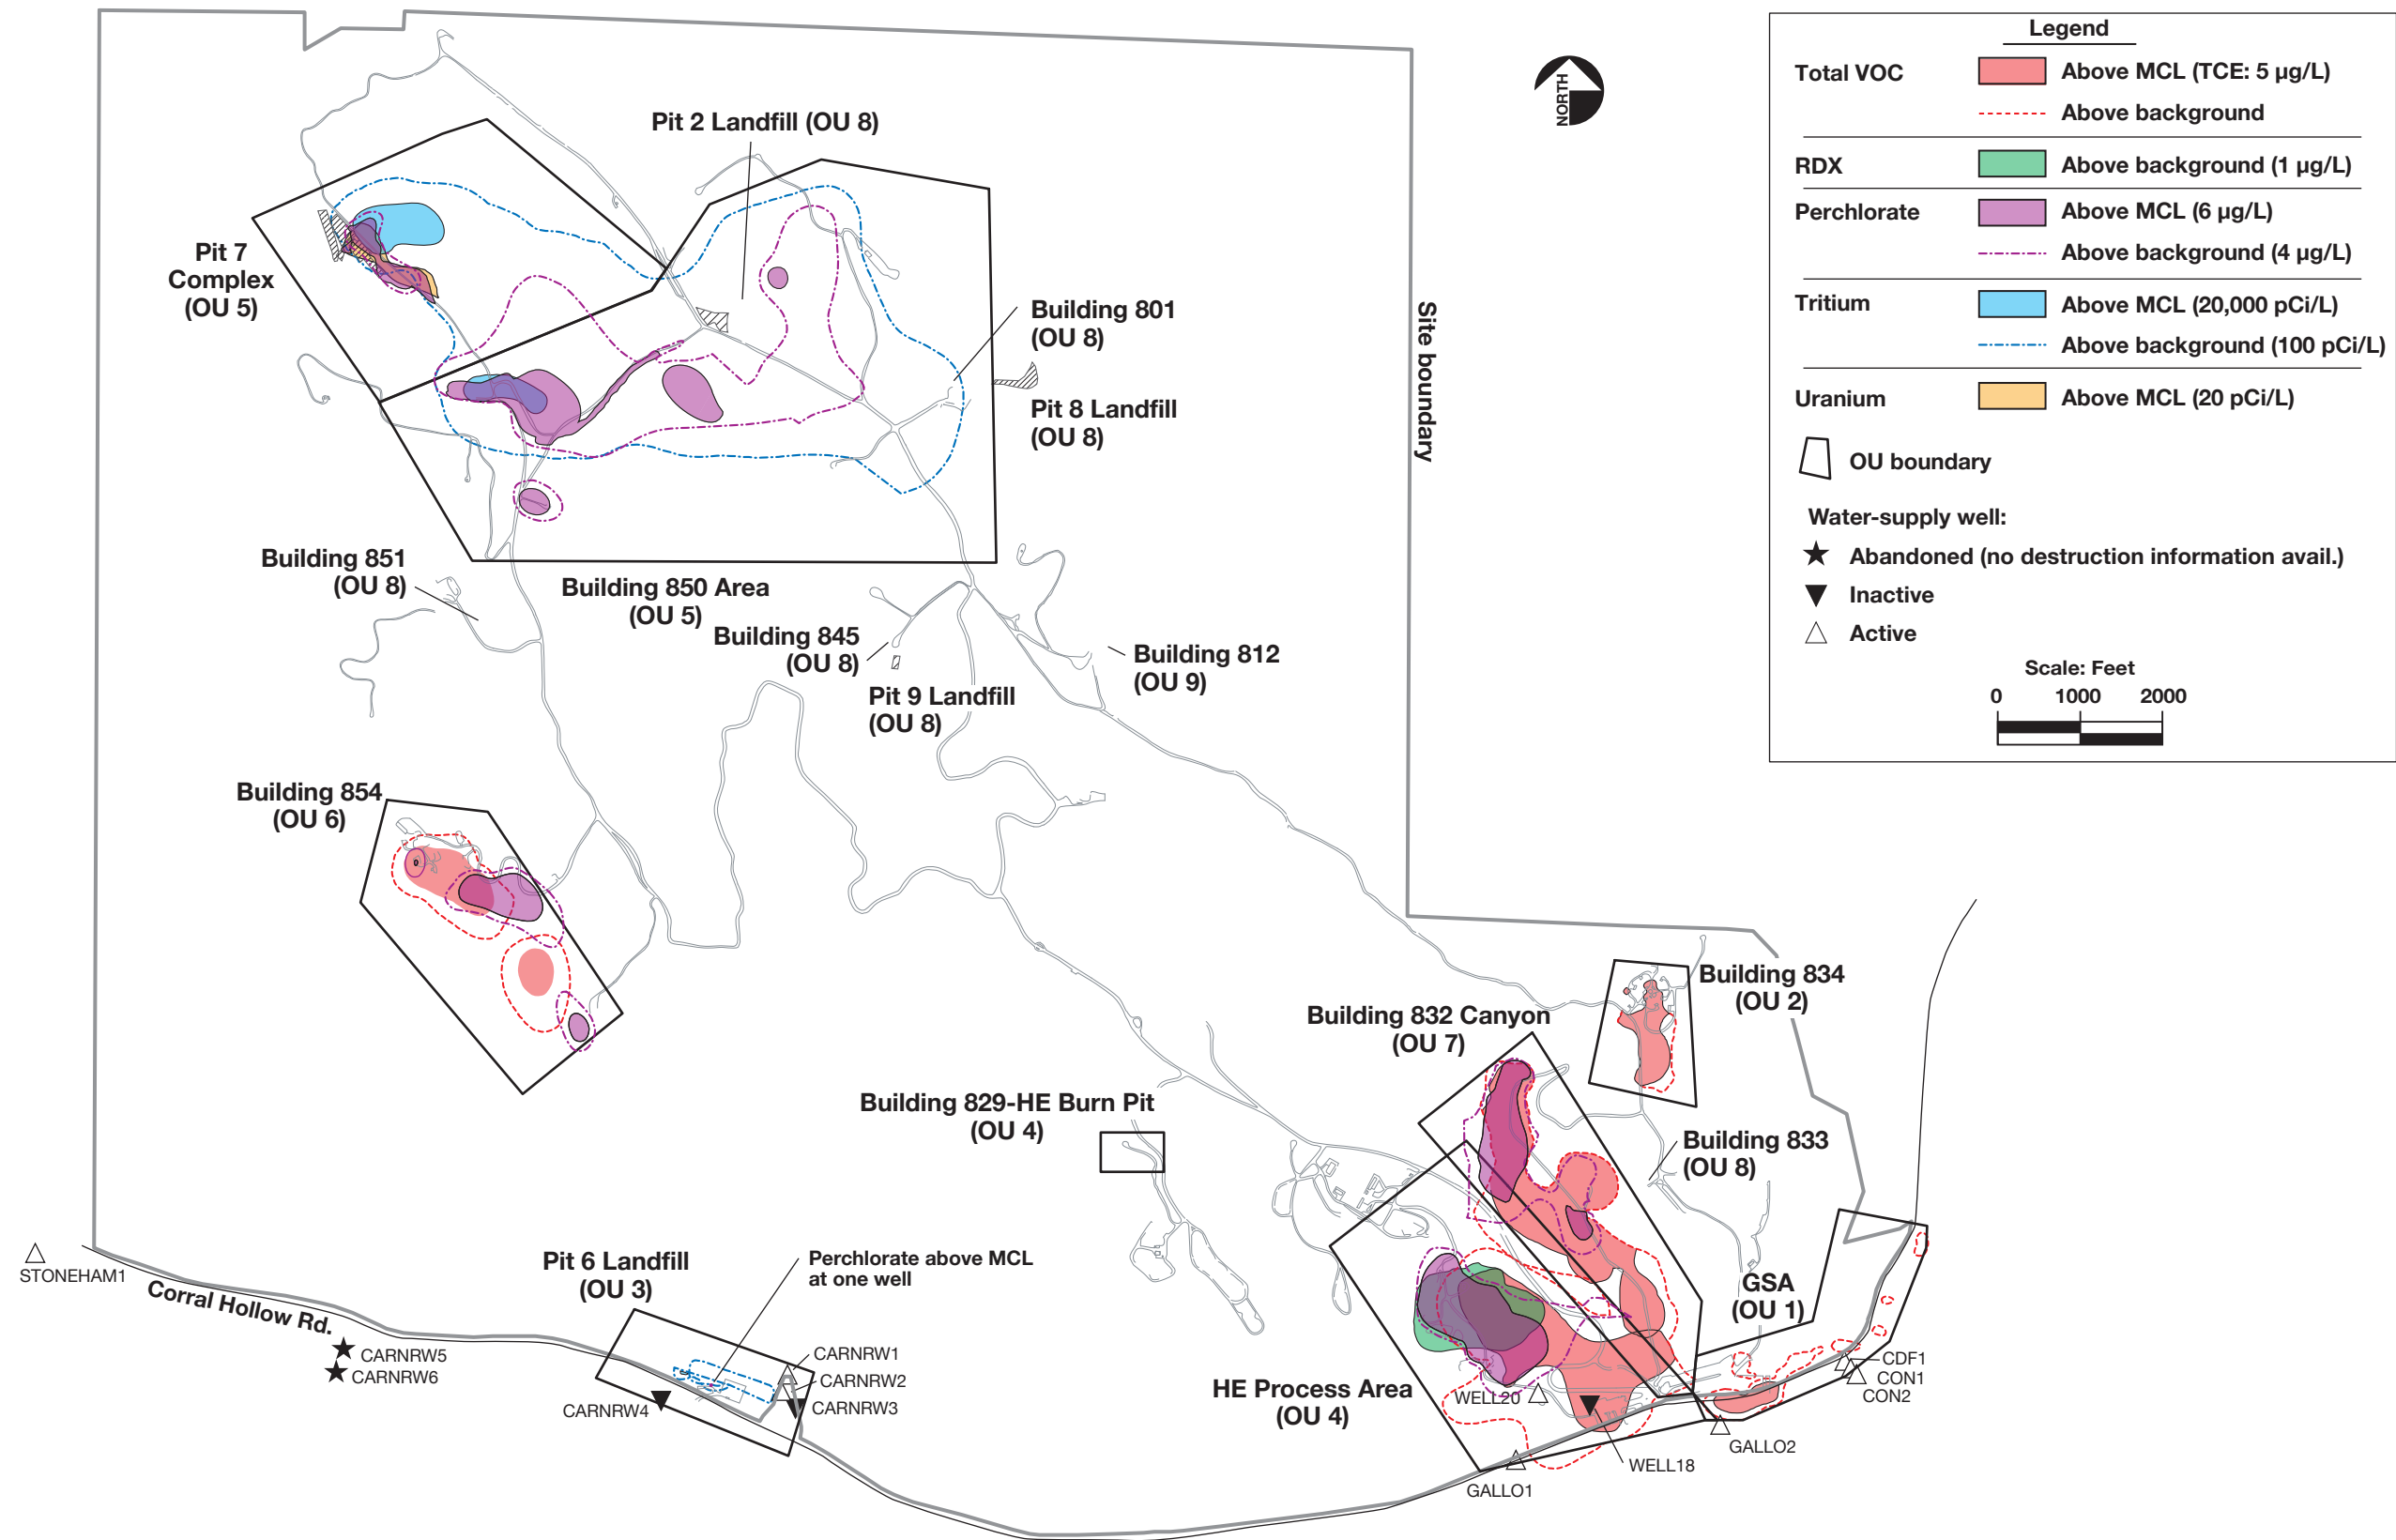 Legend
Total VOC
Above MCL (TCE: 5 µg/L)
Above background
RDX
Above background (1 µg/L)
Perchlorate
Above MCL (6 µg/L)
Above background (4 µg/L)
Tritium
Above MCL (20,000 pCi/L)
Above background (100 pCi/L)
Uranium
Above MCL (20 pCi/L)
OU boundary
Water-supply well:
Abandoned (no destruction information avail.)
Inactive
Active
Scale: Feet
0 1000 2000
NORTH
Site boundary
Pit 2 Landfill (OU 8)
Pit 7
Complex
(OU 5)
Building 801
(OU 8)
Pit 8 Landfill
(OU 8)
Building 851
(OU 8)
Building 850 Area
(OU 5)
Building 845
(OU 8)
Pit 9 Landfill
(OU 8)
Building 812
(OU 9)
Building 854
(OU 6)
Building 834
(OU 2)
Building 832 Canyon
(OU 7)
Building 829-HE Burn Pit
(OU 4)
Building 833
(OU 8)
GSA
(OU 1)
Pit 6 Landfill
(OU 3)
Perchlorate above MCL
at one well
HE Process Area
(OU 4)
STONEHAM1
Corral Hollow Rd.
CARNRW5
CARNRW6
CARNRW1
CARNRW2
CARNRW3
CARNRW4
WELL20
WELL18
GALLO1
GALLO2
CDF1
CON1
CON2